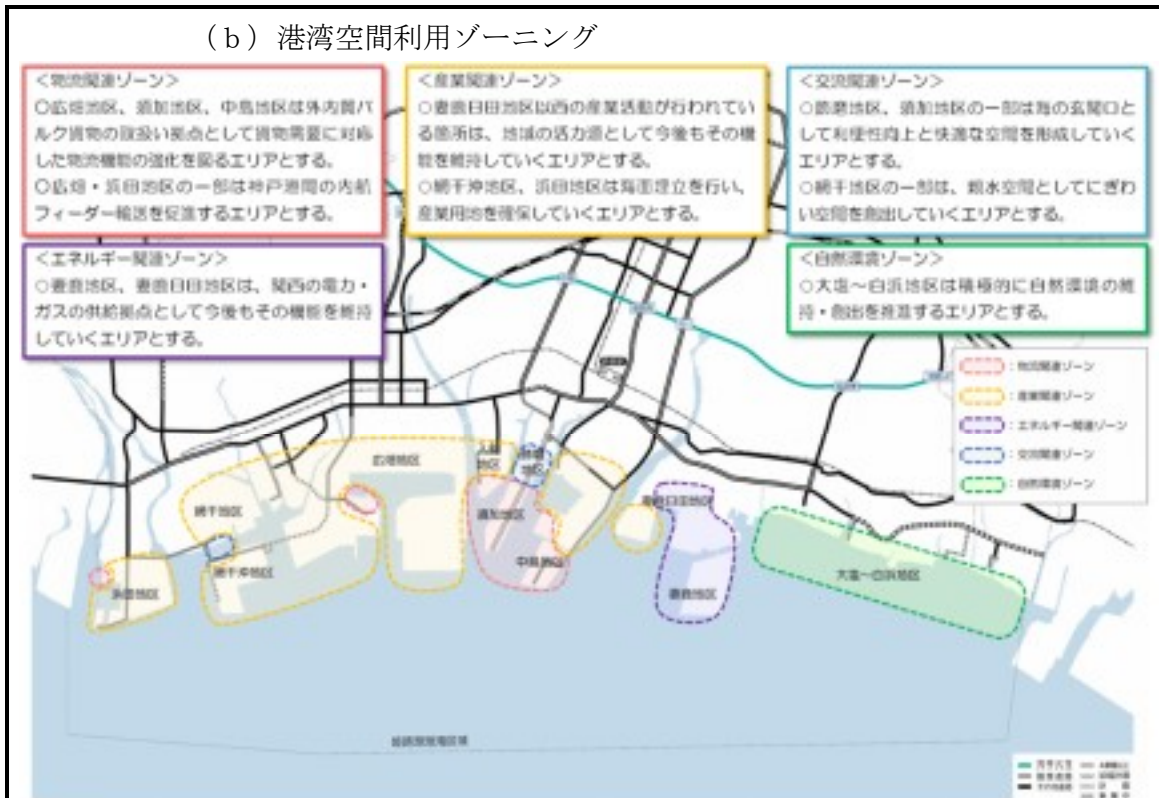 (b)港湾空間利用ゾーニング
<物流関連ゾーン>
○広畑地区、須加地区、中島地区は外内貿バ
ルク貨物の取扱い拠点として貨物需要に対応
した物流機能の強化を図るエリアとする。
○広畑・浜田地区の一部は神戸港間の内航
フィーダー輸送を促進するエリアとする。
<産業関連ゾーン>
○妻鹿日田地区以西の産業活動が行われてい
る箇所は、地域の活力源として今後もその機
能を維持していくエリアとする。
○網干沖地区、浜田地区は海面埋立を行い、
産業用地を確保していくエリアとする。
<交流関連ゾーン>
○飾磨地区、須加地区の一部は海の玄関口と
して利便性向上と快適な空間を形成していく
エリアとする。
○網干地区の一部は、親水空間としてにぎわ
い空間を創出していくエリアとする。
<エネルギー関連ゾーン>
○妻鹿地区、妻鹿日田地区は、関西の電力・
ガスの供給拠点として今後もその機能を維持
していくエリアとする。
<自然環境ゾーン>
○大塩～白浜地区は積極的に自然環境の維
持・創出を推進するエリアとする。
:物流関連ゾーン
:産業関連ゾーン
:エネルギー関連ゾーン
:交流関連ゾーン
:自然環境ゾーン
広畑地区
飾磨
地区
網干地区
須加地区
妻鹿日田地区
中島地区
網干沖地区
浜田地区
妻鹿地区
大塩～白浜地区
姫路港港湾区域